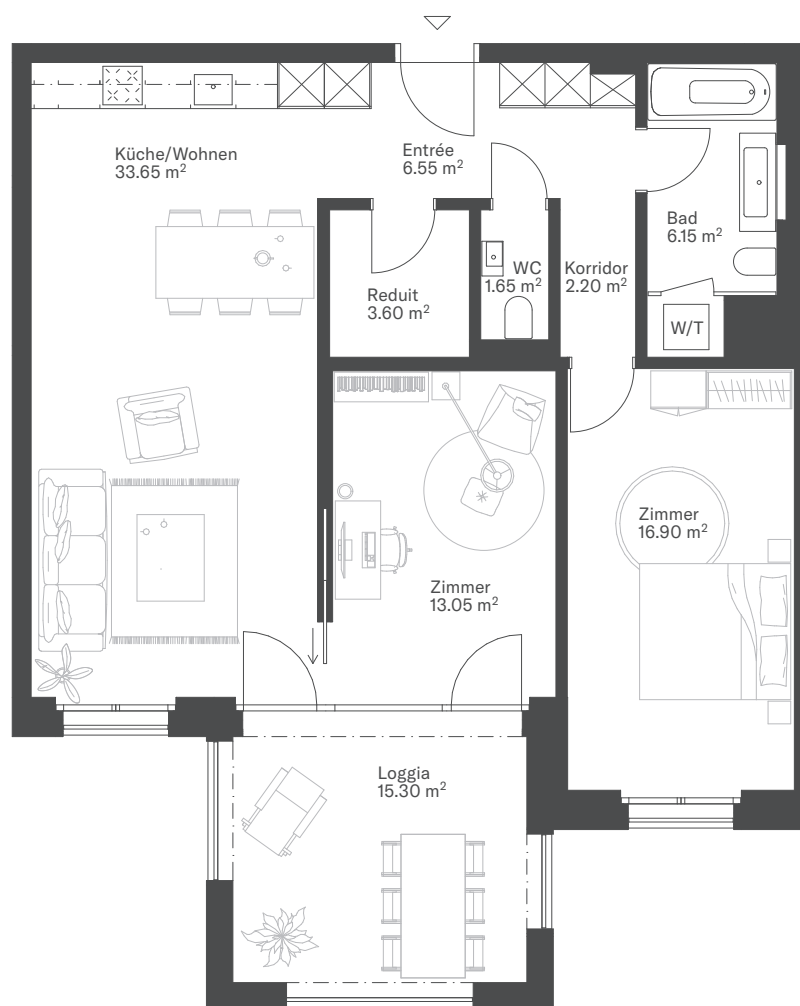 Küche/Wohnen
33.65 m²
Entrée
6.55 m²
Bad
6.15 m²
WC
1.65 m²
Korridor
2.20 m²
Reduit
3.60 m²
W/T
Zimmer
16.90 m²
Zimmer
13.05 m²
Loggia
15.30 m²